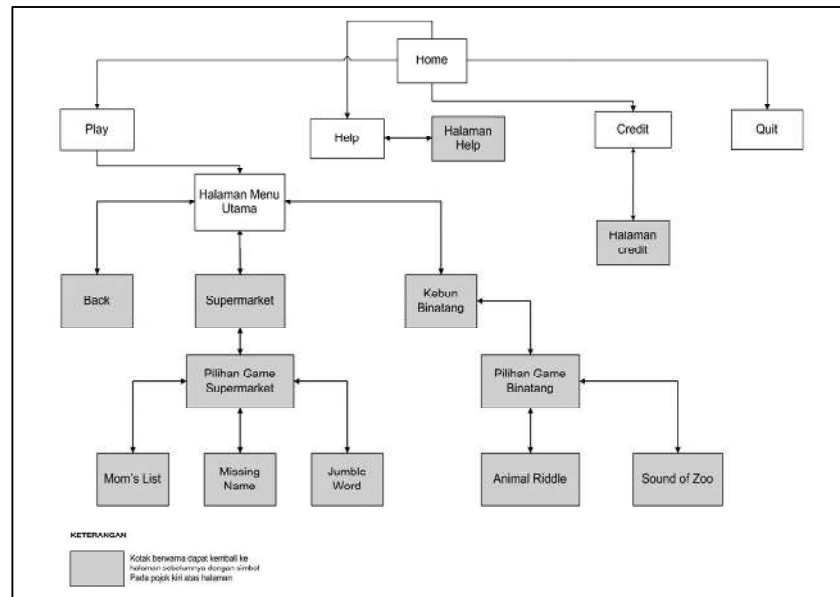 Home
Play
Help
Halaman
Help
Credit
Quit
Halaman Menu
Utama
Halaman
credit
Back
Supermarket
Kebun
Binatang
Pilihan Game
Supermarket
Pilihan Game
Binatang
Mom's List
Missing
Name
Jumble
Word
Animal Riddle
Sound of Zoo
KETERANGAN
Kotak berwarna dapat kembali ke
halaman sebelumnya dengan simbol
Pada pojok kiri atas halaman